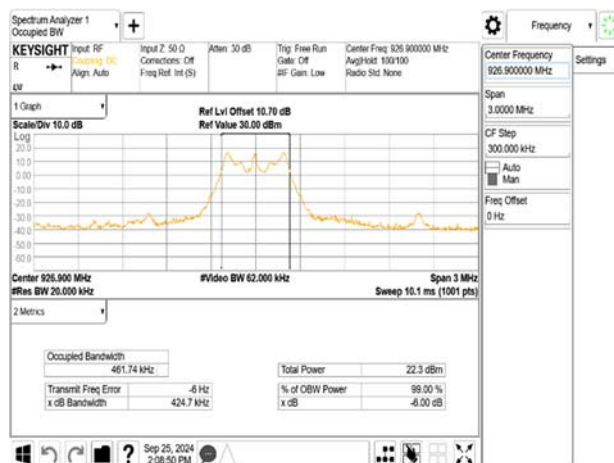 Spectrum Analyzer 1
Occupied BW
Frequency
KEYSIGHT
R
LVI
Input: RF
Coupling: DC
Align: Auto
Input Z: 50 Ω
Corrections: Off
Freq Ref: Int (S)
Atten: 30 dB
Trig: Free Run
Gate: Off
#IF Gain: Low
Center Freq: 926.900000 MHz
Avg|Hold: 100/100
Radio Std: None
Center Frequency
926.900000 MHz
Settings
Span
3.0000 MHz
CF Step
300.000 kHz
Auto
Man
Freq Offset
0 Hz
1 Graph
Scale/Div 10.0 dB
Ref Lvl Offset 10.70 dB
Ref Value 30.00 dBm
Log
20.0
10.0
0.00
-10.0
-20.0
-30.0
-40.0
-50.0
-60.0
Center 926.900 MHz
#Res BW 20.000 kHz
#Video BW 62.000 kHz
Span 3 MHz
Sweep 10.1 ms (1001 pts)
2 Metrics
Occupied Bandwidth
461.74 kHz
Total Power 22.3 dBm
Transmit Freq Error -6 Hz
% of OBW Power 99.00 %
x dB Bandwidth 424.7 kHz
x dB -6.00 dB
?
Sep 25, 2024
2:08:50 PM